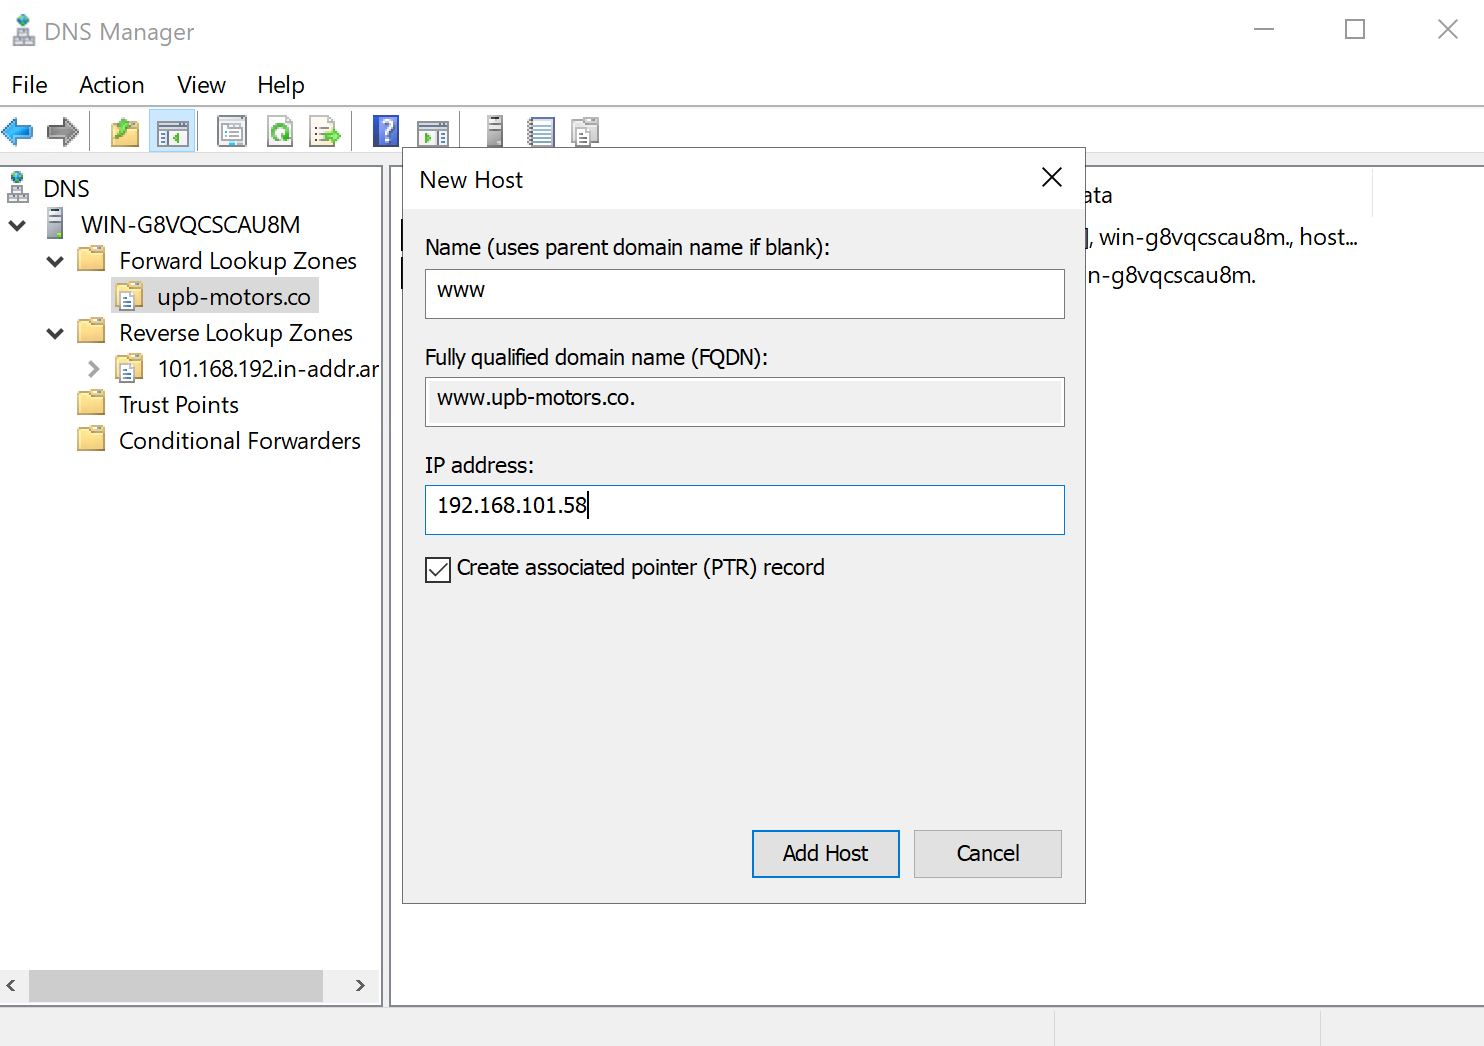 DNS Manager
File Action View Help
DNS
WIN-G8VQCSCAU8M
Forward Lookup Zones
upb-motors.co
Reverse Lookup Zones
101.168.192.in-addr.ar
Trust Points
Conditional Forwarders
New Host
Name (uses parent domain name if blank):
www
Fully qualified domain name (FQDN):
www.upb-motors.co.
IP address:
192.168.101.58
Create associated pointer (PTR) record
Add Host Cancel
ata
], win-g8vqcscau8m., host...
n-g8vqcscau8m.